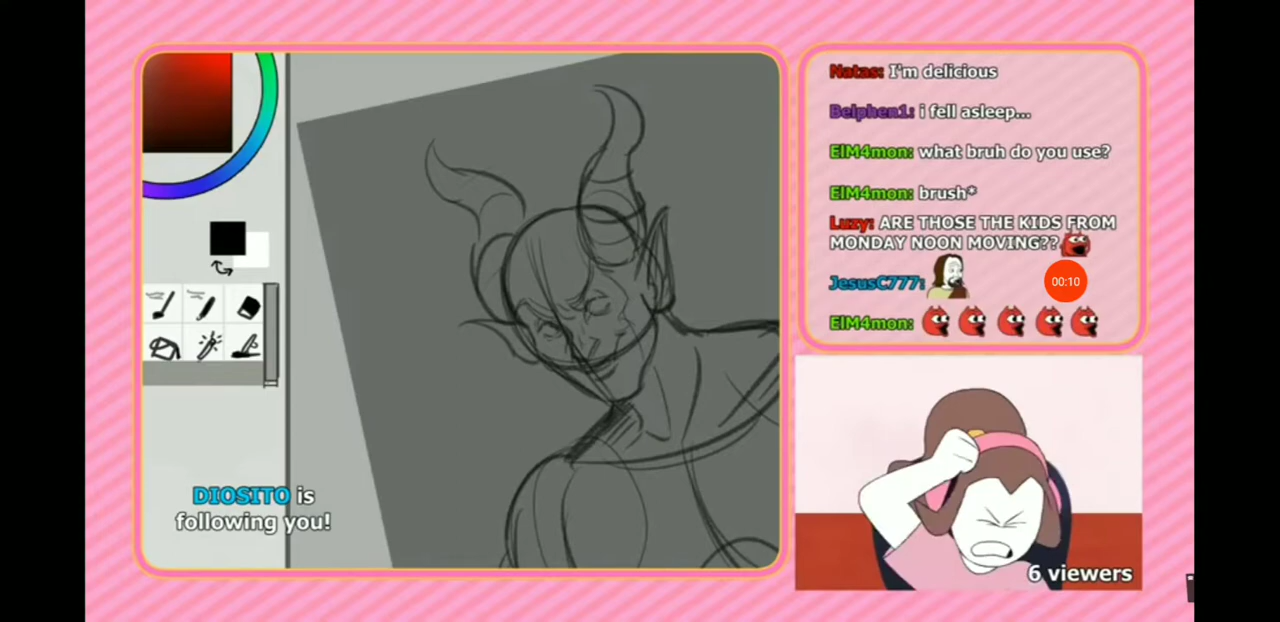 Natas: I'm delicious
Belphen1: i fell asleep...
ElM4mon: what bruh do you use?
ElM4mon: brush*
Luzy: ARE THOSE THE KIDS FROM
MONDAY NOON MOVING??
JesusC777:
00:10
ElM4mon:
DIOSITO is
following you!
6 viewers